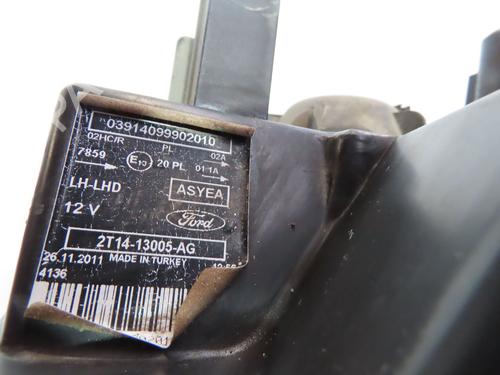 03914099902010
02HC/R PL 02A
7859 E10 20 PL 01 1A
LH-LHD ASYEA
12 V Ford
2T14-13005-AG
26.11.2011 MADE IN TURKEY
4136